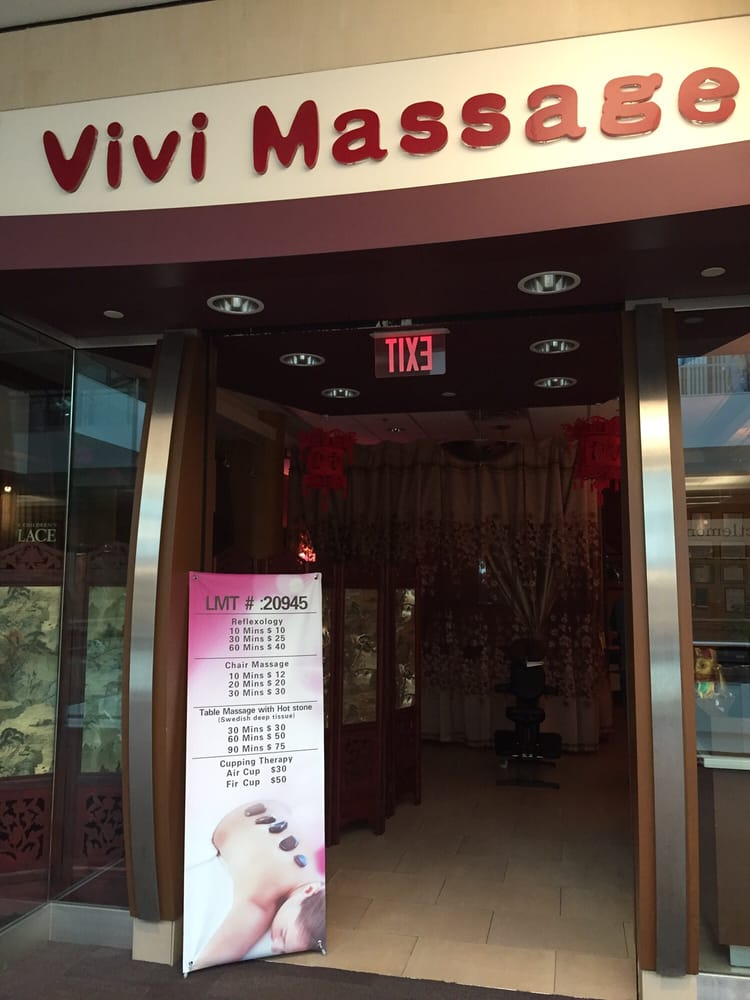 Vivi Massage
EXIT
LACE
LMT # :20945
Reflexology
10 Mins $ 10
30 Mins $ 25
60 Mins $ 40
Chair Massage
10 Mins $ 12
20 Mins $ 20
30 Mins $ 30
Table Massage with Hot stone
(Swedish deep tissue)
30 Mins $ 30
60 Mins $ 50
90 Mins $ 75
Cupping Therapy
Air Cup $30
Fir Cup $50